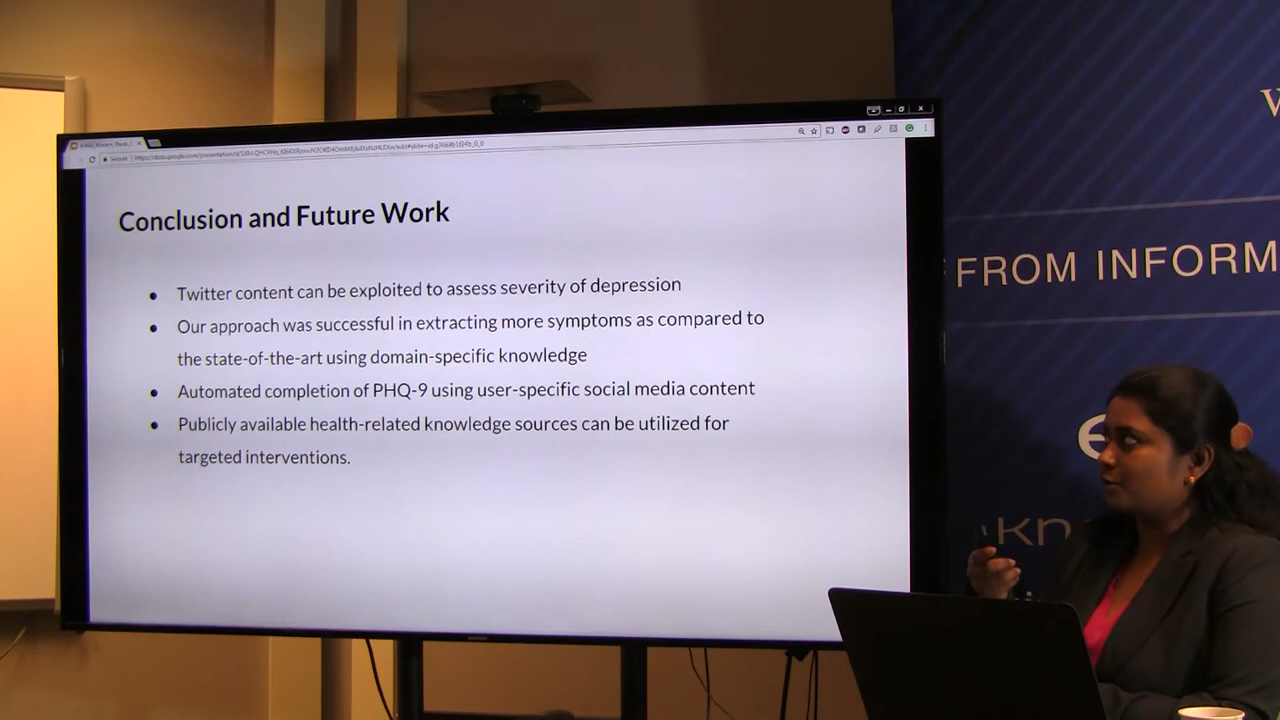 Secure
Conclusion and Future Work
• Twitter content can be exploited to assess severity of depression
• Our approach was successful in extracting more symptoms as compared to
the state-of-the-art using domain-specific knowledge
• Automated completion of PHQ-9 using user-specific social media content
• Publicly available health-related knowledge sources can be utilized for
targeted interventions.
FROM INFORM
kn